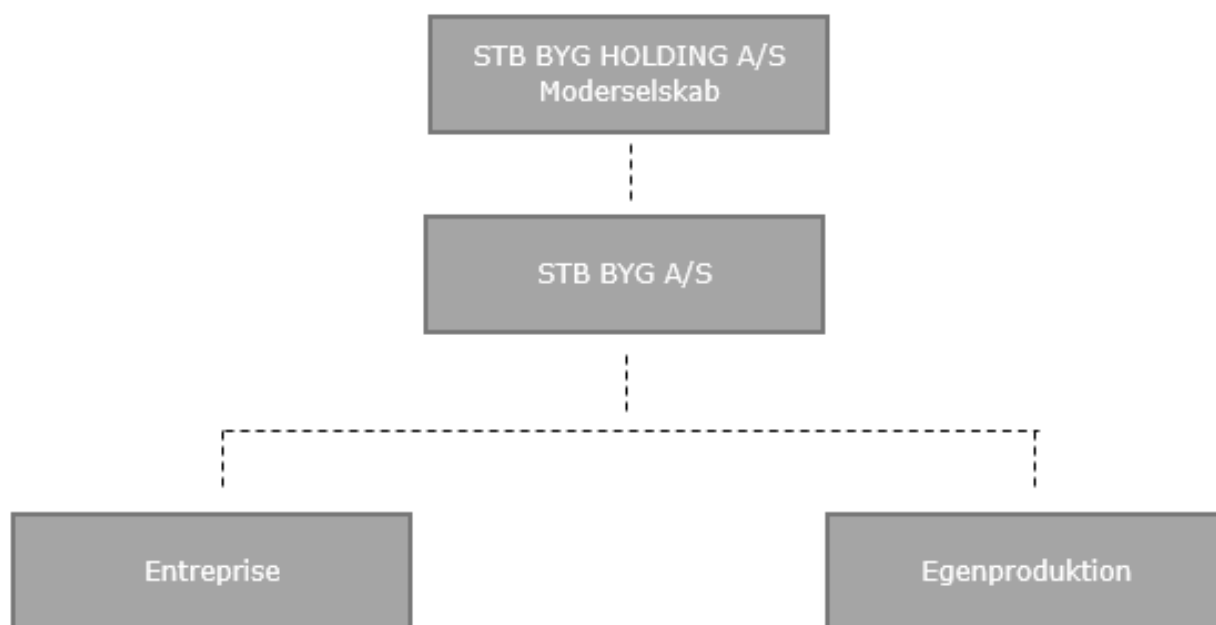 STB BYG HOLDING A/S
Moderselskab
STB BYG A/S
Entreprise
Egenproduktion